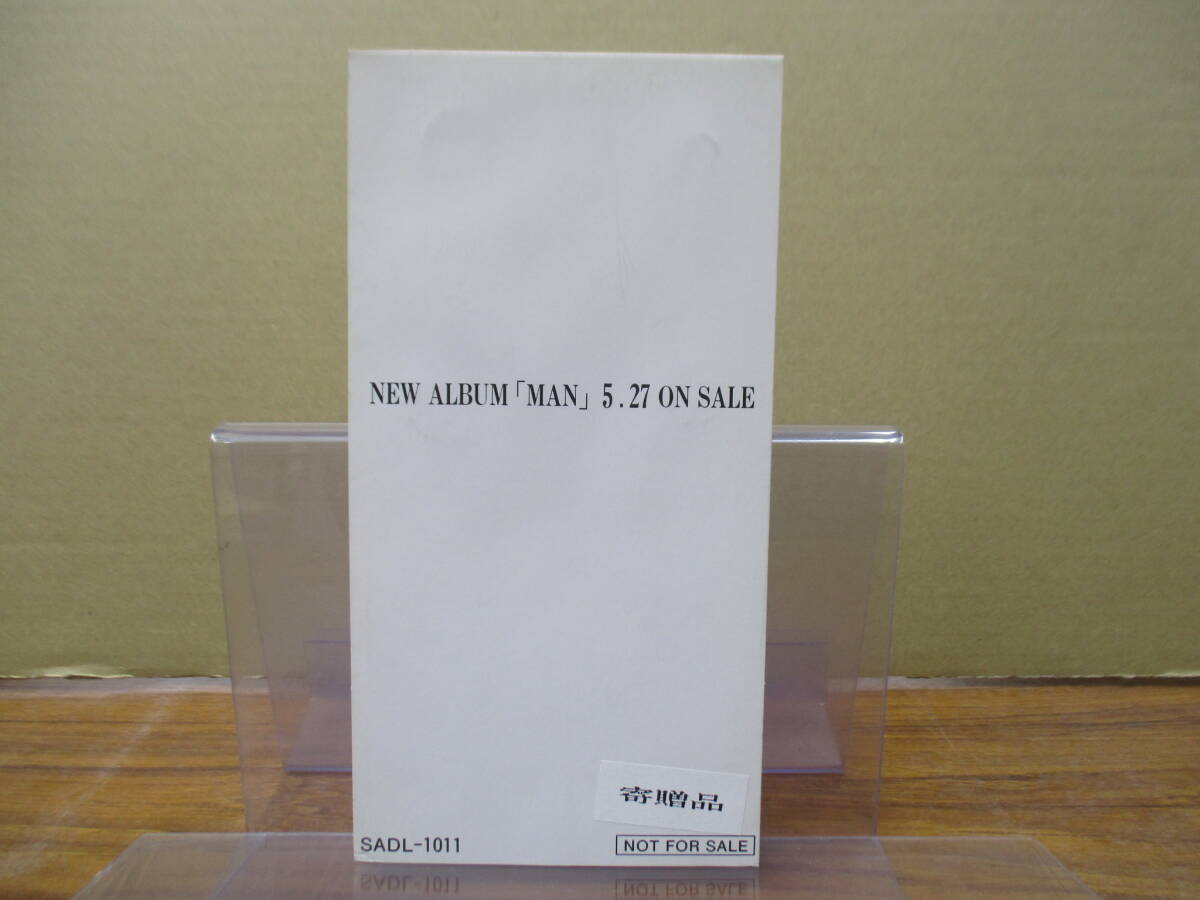 NEW ALBUM「MAN」 5.27 ON SALE
寄贈品
SADL-1011
NOT FOR SALE